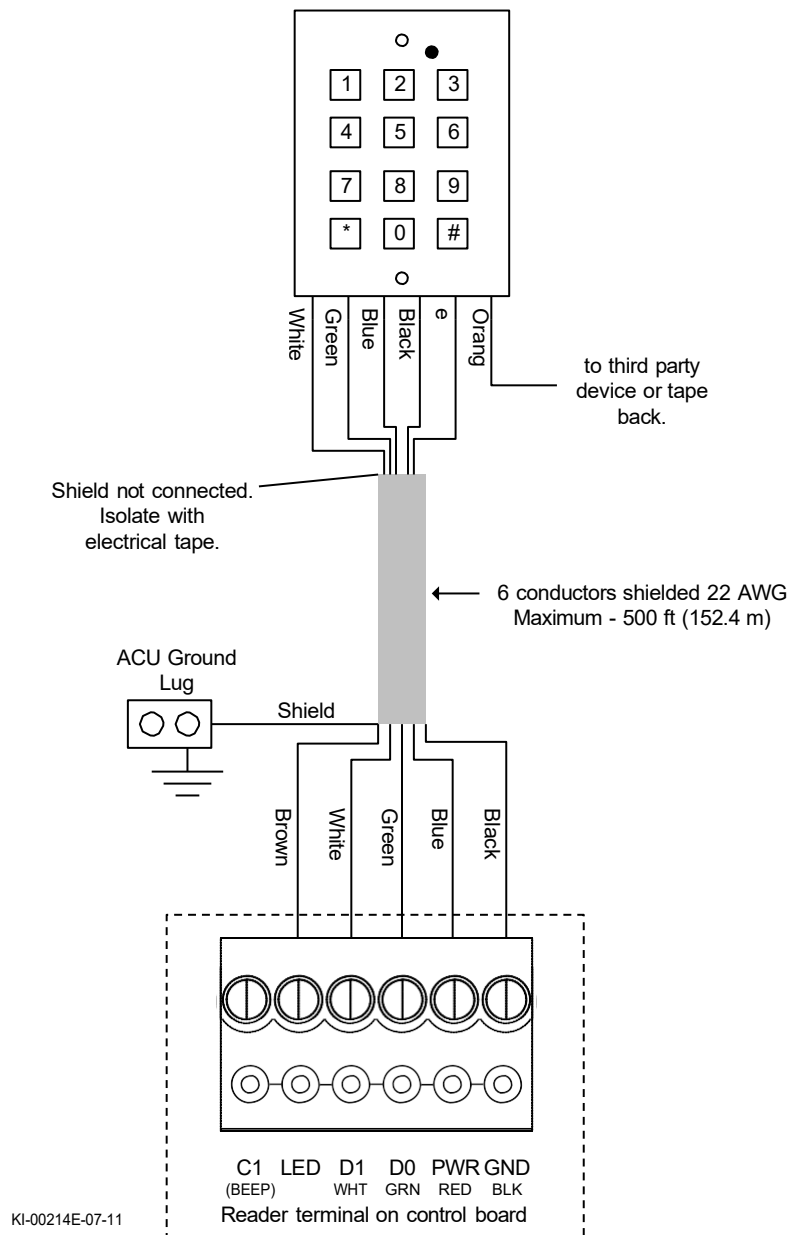 1 2 3
4 5 6
7 8 9
* 0 #
White
Green
Blue
Black
e
Orang
to third party
device or tape
back.
Shield not connected.
Isolate with
electrical tape.
6 conductors shielded 22 AWG
Maximum - 500 ft (152.4 m)
ACU Ground
Lug
Shield
Brown
White
Green
Blue
Black
C1 LED D1 D0 PWR GND
(BEEP) WHT GRN RED BLK
Reader terminal on control board
KI-00214E-07-11